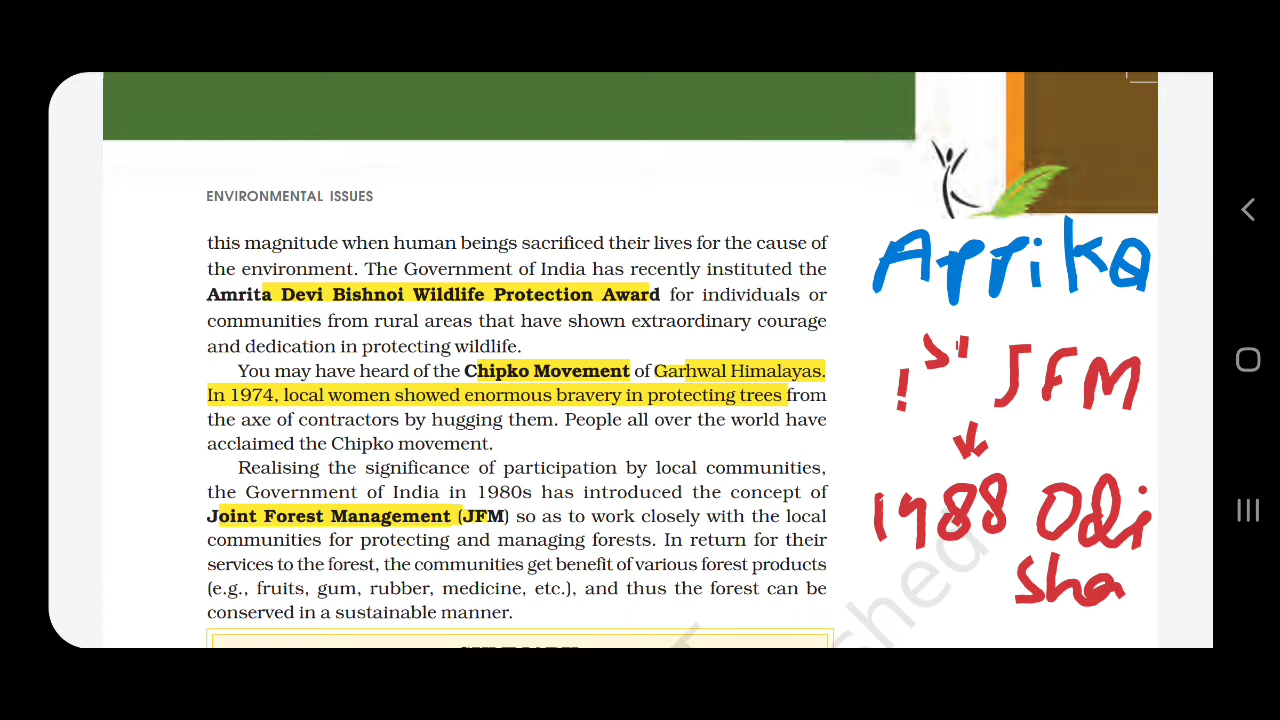 ENVIRONMENTAL ISSUES
this magnitude when human beings sacrificed their lives for the cause of
the environment. The Government of India has recently instituted the
Amrita Devi Bishnoi Wildlife Protection Award for individuals or
communities from rural areas that have shown extraordinary courage
and dedication in protecting wildlife.
You may have heard of the Chipko Movement of Garhwal Himalayas.
In 1974, local women showed enormous bravery in protecting trees from
the axe of contractors by hugging them. People all over the world have
acclaimed the Chipko movement.
Realising the significance of participation by local communities,
the Government of India in 1980s has introduced the concept of
Joint Forest Management (JFM) so as to work closely with the local
communities for protecting and managing forests. In return for their
services to the forest, the communities get benefit of various forest products
(e.g., fruits, gum, rubber, medicine, etc.), and thus the forest can be
conserved in a sustainable manner.
Appiko
JFM
1988 Odi
sha